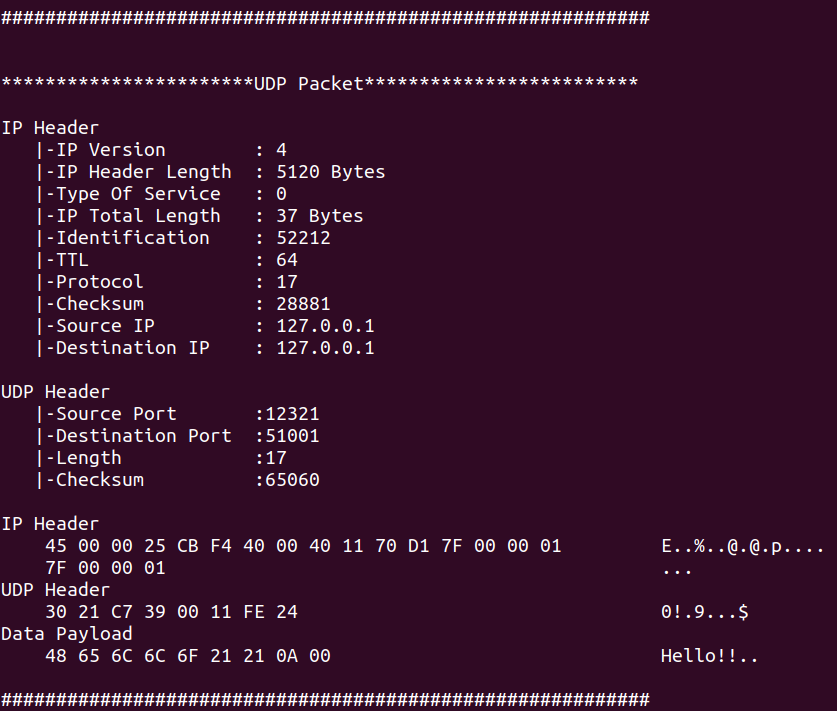 ###########################################################


***********************UDP Packet*************************

IP Header
   |-IP Version        : 4
   |-IP Header Length  : 5120 Bytes
   |-Type Of Service   : 0
   |-IP Total Length   : 37 Bytes
   |-Identification    : 52212
   |-TTL               : 64
   |-Protocol          : 17
   |-Checksum          : 28881
   |-Source IP         : 127.0.0.1
   |-Destination IP    : 127.0.0.1

UDP Header
   |-Source Port       :12321
   |-Destination Port  :51001
   |-Length            :17
   |-Checksum          :65060

IP Header
    45 00 00 25 CB F4 40 00 40 11 70 D1 7F 00 00 01         E..%..@.@.p....
    7F 00 00 01                                             ...
UDP Header
    30 21 C7 39 00 11 FE 24                                 0!.9...$
Data Payload
    48 65 6C 6C 6F 21 21 0A 00                              Hello!!..

###########################################################